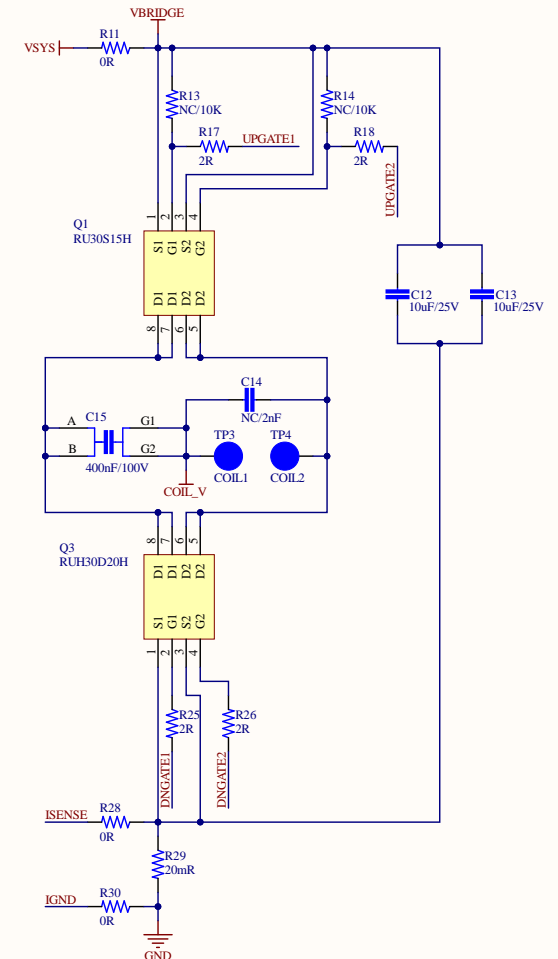 VBRIDGE
VSYS
R11
0R
R13
NC/10K
R14
NC/10K
R17
UPGATE1
2R
R18
2R
UPGATE2
Q1
RU30S15H
1
2
3
4
S1
G1
S2
G2
D1
D1
D2
D2
8
7
6
5
C12
10uF/25V
C13
10uF/25V
C14
NC/2nF
C15
A
G1
B
G2
400nF/100V
TP3
TP4
COIL1
COIL2
COIL_V
Q3
RUH30D20H
8
7
6
5
D1
D1
D2
D2
S1
G1
S2
G2
1
2
3
4
R25
2R
R26
2R
DNGATE1
DNGATE2
ISENSE
R28
0R
R29
20mR
IGND
R30
0R
GND